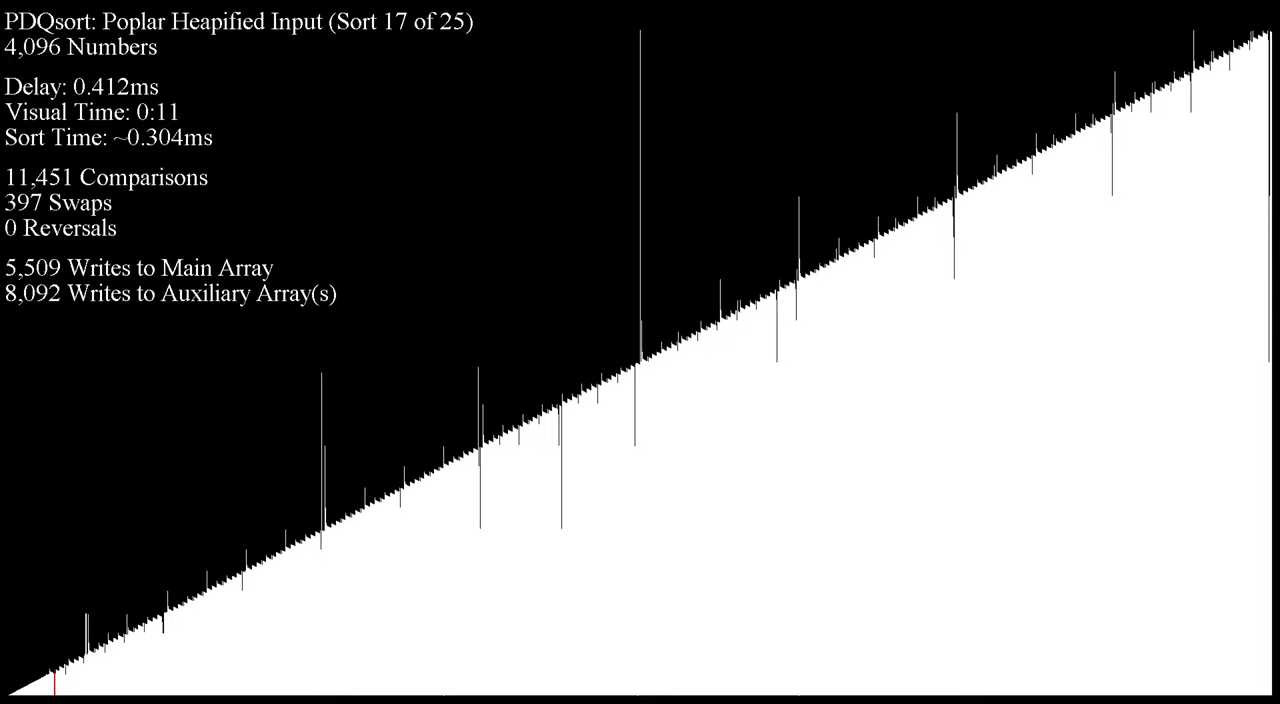 PDQsort: Poplar Heapified Input (Sort 17 of 25)
4,096 Numbers
Delay: 0.412ms
Visual Time: 0:11
Sort Time: ~0.304ms
11,451 Comparisons
397 Swaps
0 Reversals
5,509 Writes to Main Array
8,092 Writes to Auxiliary Array(s)